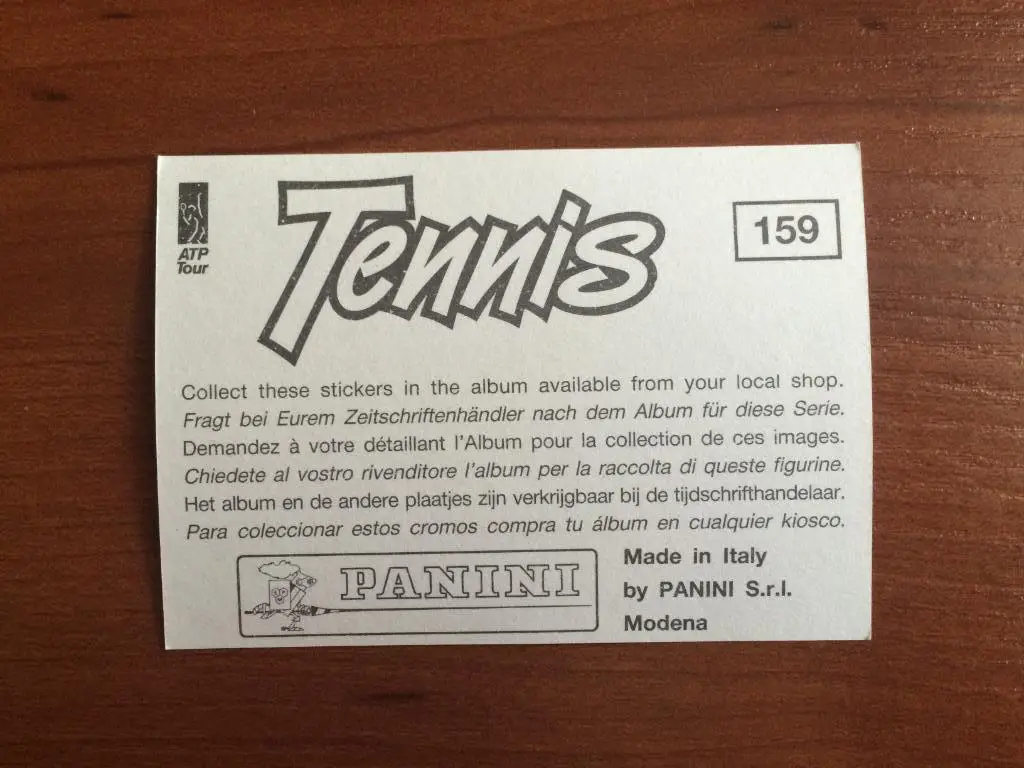 ATP
Tour
Tennis
159
Collect these stickers in the album available from your local shop.
Fragt bei Eurem Zeitschriftenhändler nach dem Album für diese Serie.
Demandez à votre détaillant l'Album pour la collection de ces images.
Chiedete al vostro rivenditore l'album per la raccolta di queste figurine.
Het album en de andere plaatjes zijn verkrijgbaar bij de tijdschrifthandelaar.
Para coleccionar estos cromos compra tu álbum en cualquier kiosco.
PANINI
Made in Italy
by PANINI S.r.l.
Modena